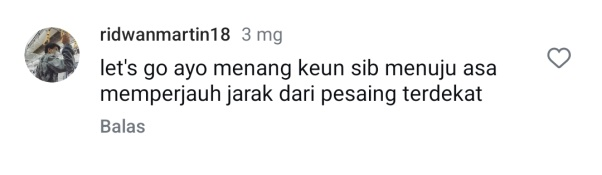 ridwanmartin18 3 mg
let's go ayo menang keun sib menuju asa
memperjauh jarak dari pesaing terdekat
Balas